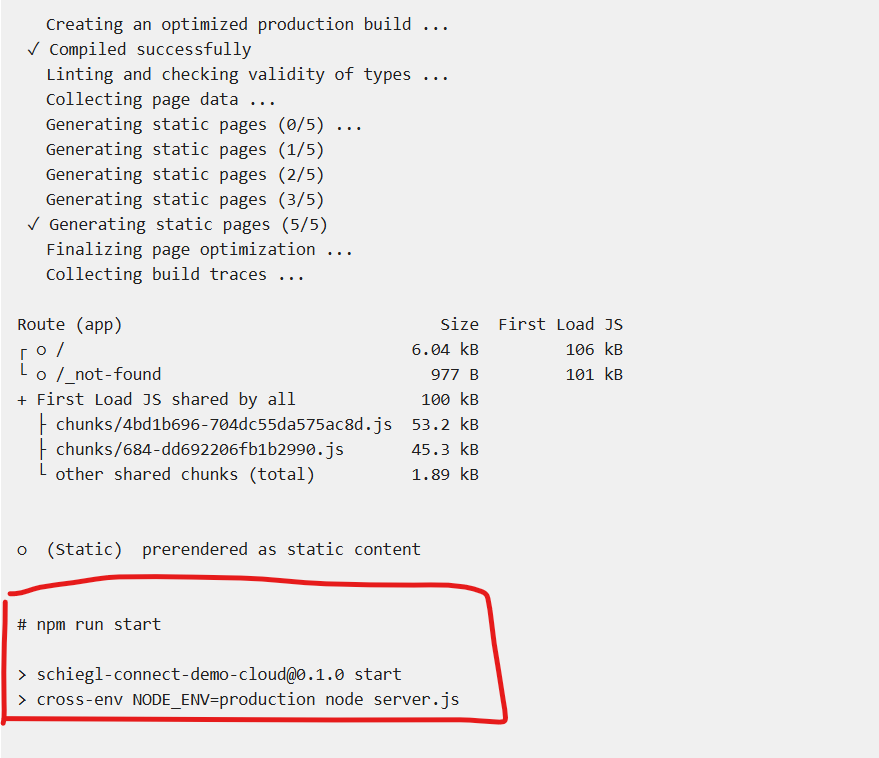 Creating an optimized production build ...
✓ Compiled successfully
Linting and checking validity of types ...
Collecting page data ...
Generating static pages (0/5) ...
Generating static pages (1/5)
Generating static pages (2/5)
Generating static pages (3/5)
✓ Generating static pages (5/5)
Finalizing page optimization ...
Collecting build traces ...
Route (app) Size First Load JS
┌ ○ / 6.04 kB 106 kB
└ ○ /_not-found 977 B 101 kB
+ First Load JS shared by all 100 kB
├ chunks/4bd1b696-704dc55da575ac8d.js 53.2 kB
├ chunks/684-dd692206fb1b2990.js 45.3 kB
└ other shared chunks (total) 1.89 kB
○ (Static) prerendered as static content
# npm run start
> schiegl-connect-demo-cloud@0.1.0 start
> cross-env NODE_ENV=production node server.js